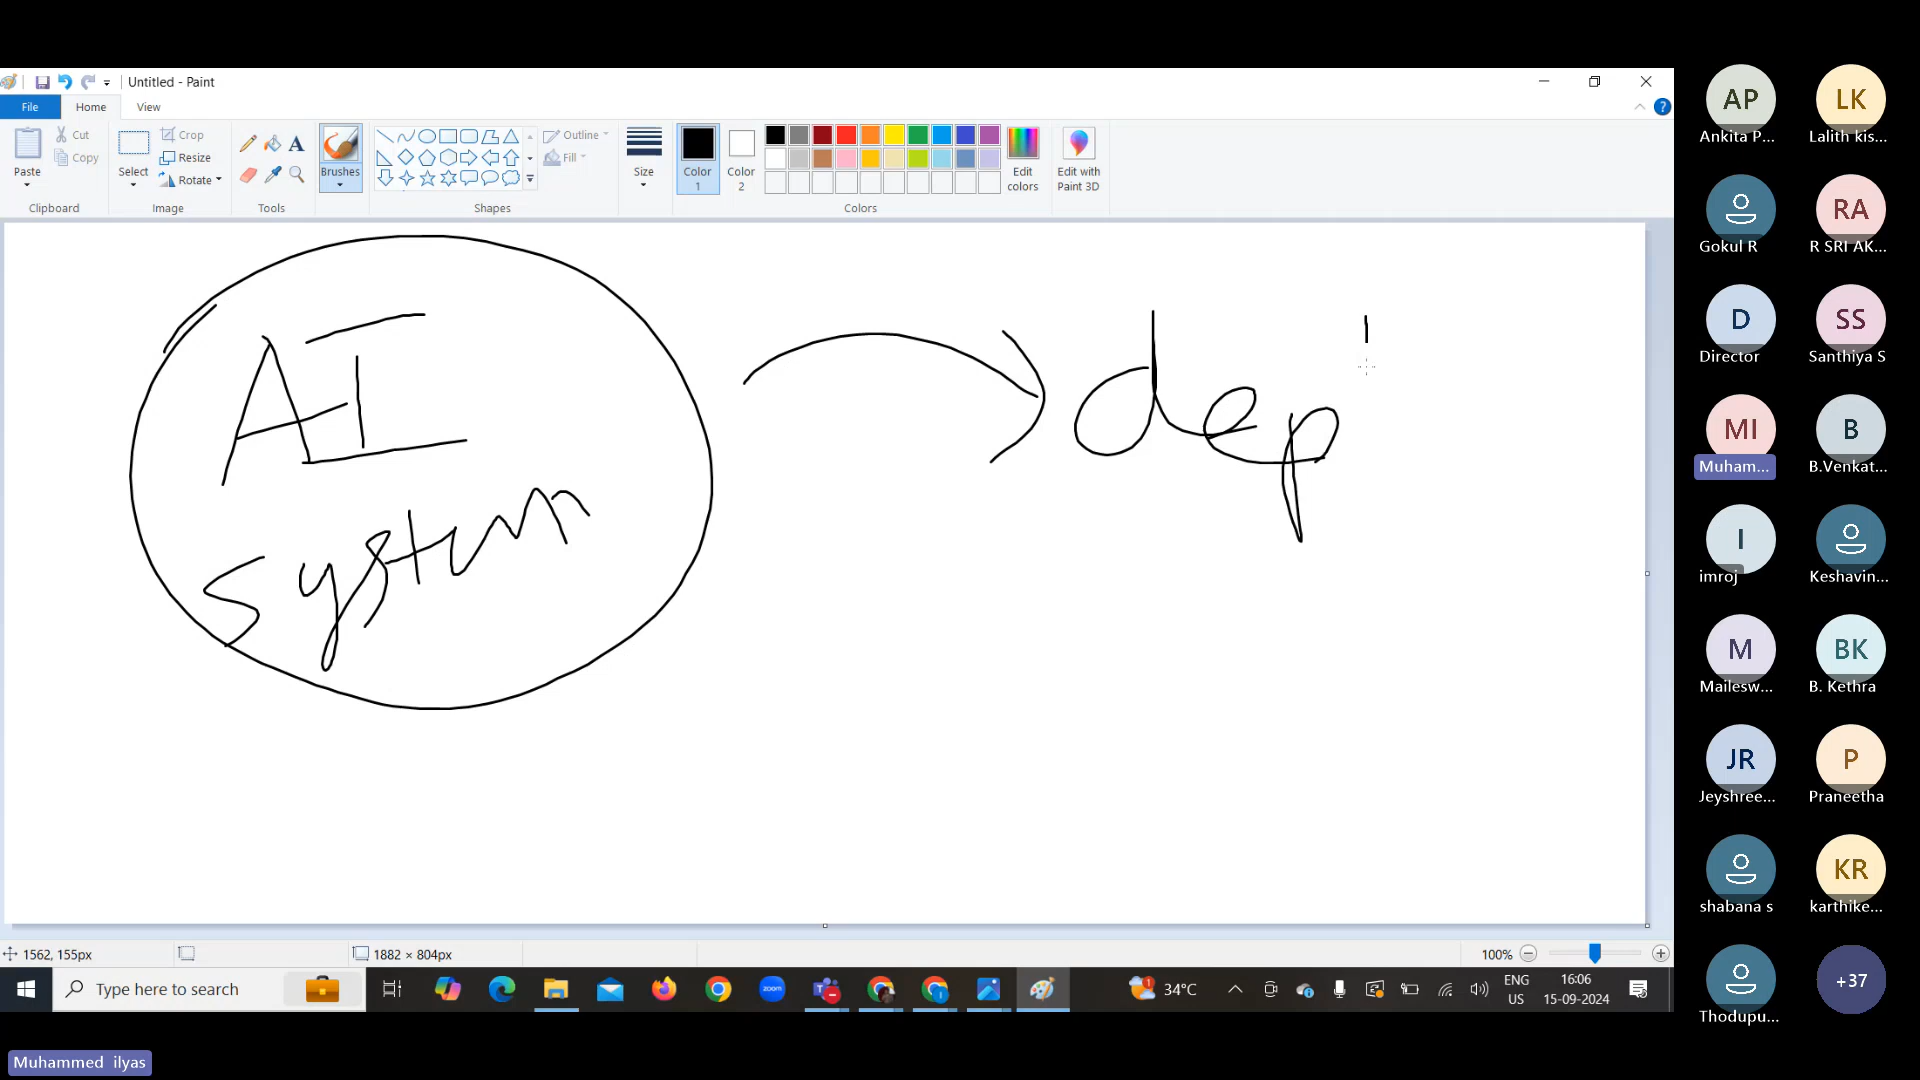 Untitled - Paint
File Home View
Paste Cut Copy Select Crop Resize Rotate Brushes Outline Fill Size Color 1 Color 2 Edit colors Edit with Paint 3D
Clipboard Image Tools Shapes Colors
AI
system
dep
1562, 155px 1882 × 804px 100%
Type here to search zoom 1 34°C ENG US 16:06 15-09-2024
Muhammed ilyas
AP LK
Ankita P... Lalith kis...
RA
Gokul R R SRI AK...
D SS
Director Santhiya S
MI B
Muham... B.Venkat...
I
imroj Keshavin...
M BK
Mailesw... B. Kethra
JR P
Jeyshree... Praneetha
KR
shabana s karthike...
+37
Thodupu...